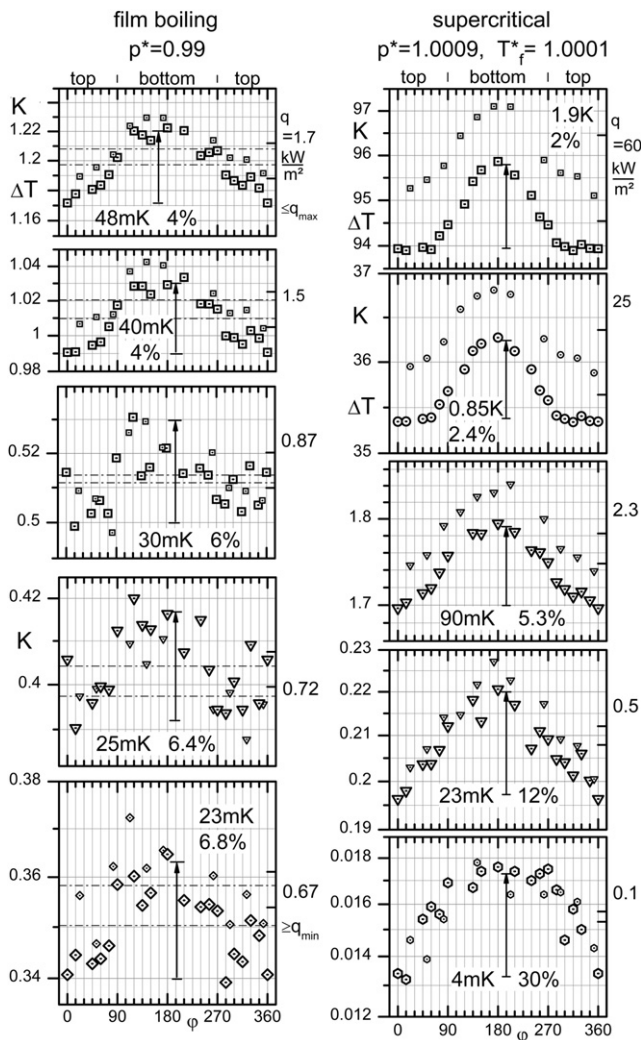 film boiling
p*=0.99
top bottom top
K
1.22
1.2
ΔT
1.16
48mK 4%
q
=1.7
kW
m²
≤qmax
1.04
1.02
1
0.98
40mK
4%
1.5
K
0.52
0.5
30mK 6%
0.87
0.42
K
0.4
25mK 6.4%
0.72
0.38
0.36
0.34
23mK
6.8%
0.67
≥qmin
0 90 φ 270 360
supercritical
p*=1.0009, T*f= 1.0001
top bottom top
97
K
96
95
ΔT
94
1.9K
2%
q
=60
kW
m²
37
K
36
ΔT
35
0.85K
2.4%
25
1.8
1.7
90mK 5.3%
2.3
0.23
0.22
0.21
0.2
0.19
23mK 12%
0.5
0.018
0.016
0.014
0.012
4mK 30%
0.1
0 90 180 270 360
φ